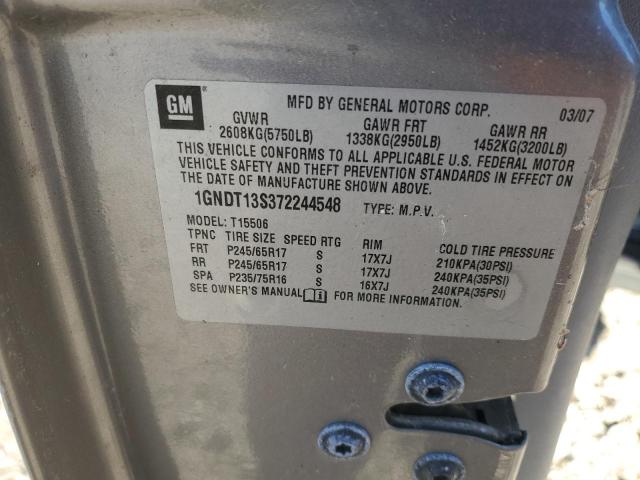 GM
MFD BY GENERAL MOTORS CORP. 03/07
GVWR GAWR FRT GAWR RR
2608KG(5750LB) 1338KG(2950LB) 1452KG(3200LB)
THIS VEHICLE CONFORMS TO ALL APPLICABLE U.S. FEDERAL MOTOR
VEHICLE SAFETY AND THEFT PREVENTION STANDARDS IN EFFECT ON
THE DATE OF MANUFACTURE SHOWN ABOVE.
1GNDT13S372244548 TYPE: M.P.V.
MODEL: T15506
TPNC TIRE SIZE SPEED RTG RIM COLD TIRE PRESSURE
FRT P245/65R17 S 17X7J 210KPA(30PSI)
RR P245/65R17 S 17X7J 240KPA(35PSI)
SPA P235/75R16 S 16X7J 240KPA(35PSI)
SEE OWNER'S MANUAL FOR MORE INFORMATION.